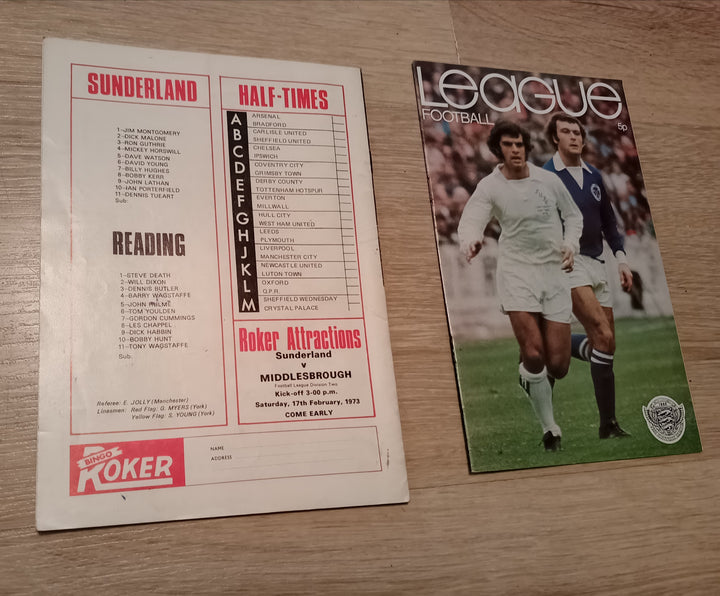 SUNDERLAND
1-JIM MONTGOMERY
2-DICK MALONE
3-RON GUTHRIE
4-MICKEY HORSWILL
5-DAVE WATSON
6-DAVID YOUNG
7-BILLY HUGHES
8-BOBBY KERR
9-JOHN LATHAN
10-IAN PORTERFIELD
11-DENNIS TUEART
Sub:
READING
1-STEVE DEATH
2-WILL DIXON
3-DENNIS BUTLER
4-BARRY WAGSTAFFE
5-JOHN HULME
6-TOM YOULDEN
7-GORDON CUMMINGS
8-LES CHAPPEL
9-DICK HABBIN
10-BOBBY HUNT
11-TONY WAGSTAFFE
Sub:
Referee: E. JOLLY (Manchester)
Linesmen: Red Flag: G. MYERS (York)
Yellow Flag: S. YOUNG (York)
HALF-TIMES
A ARSENAL
BRADFORD
B CARLISLE UNITED
SHEFFIELD UNITED
C CHELSEA
IPSWICH
D COVENTRY CITY
GRIMSBY TOWN
E DERBY COUNTY
TOTTENHAM HOTSPUR
F EVERTON
MILLWALL
G HULL CITY
WEST HAM UNITED
H LEEDS
PLYMOUTH
J LIVERPOOL
MANCHESTER CITY
K NEWCASTLE UNITED
LUTON TOWN
L OXFORD
Q.P.R.
M SHEFFIELD WEDNESDAY
CRYSTAL PALACE
Roker Attractions
Sunderland
v
MIDDLESBROUGH
Football League Division Two
Kick-off 3-00 p.m.
Saturday, 17th February, 1973
COME EARLY
BINGO
ROKER
NAME
ADDRESS
League
FOOTBALL
5p